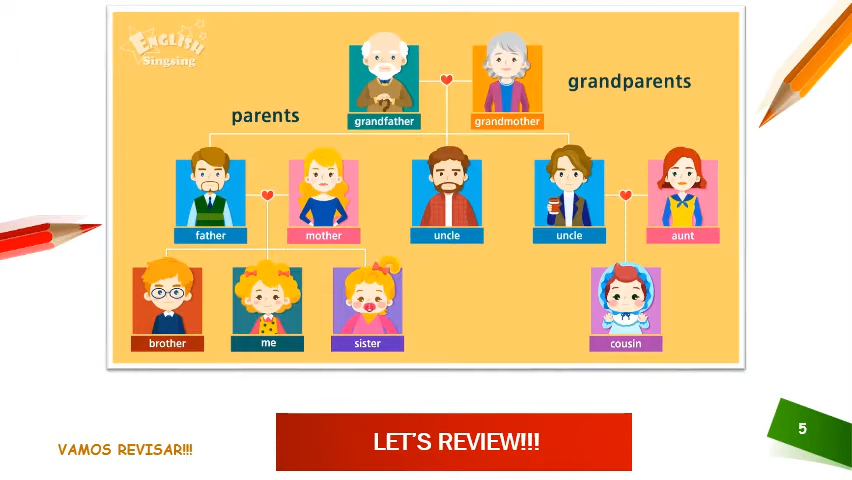 ENGLISH
Singsing
grandparents
parents
grandfather
grandmother
father
mother
uncle
uncle
aunt
brother
me
sister
cousin
VAMOS REVISAR!!!
LET'S REVIEW!!!
5